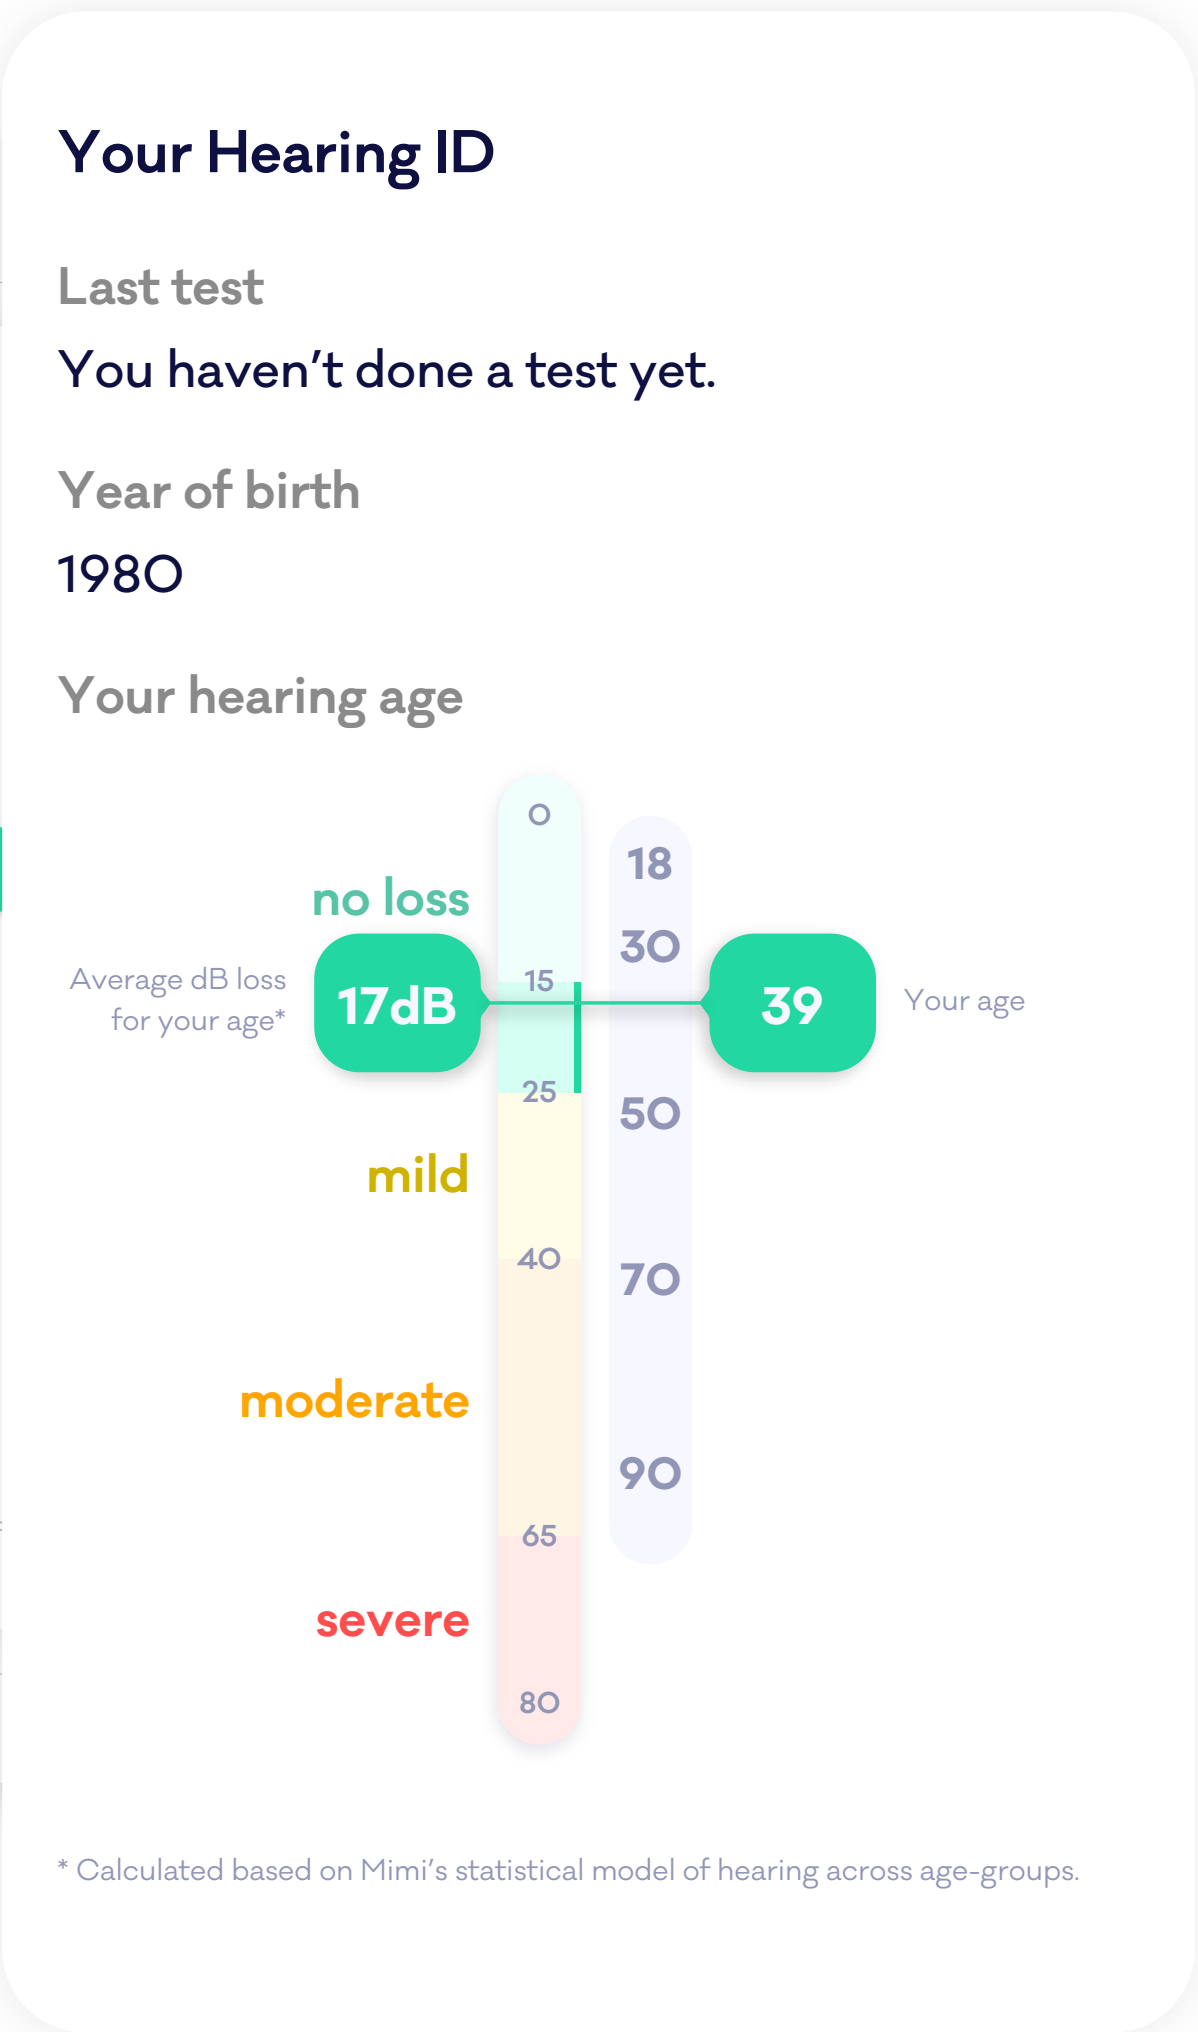 Your Hearing ID
Last test
You haven’t done a test yet.
Year of birth
1980
Your hearing age
0
18
no loss
30
15
Average dB loss
for your age*
17dB
39
Your age
25
50
mild
40
70
moderate
90
65
severe
80
* Calculated based on Mimi’s statistical model of hearing across age-groups.